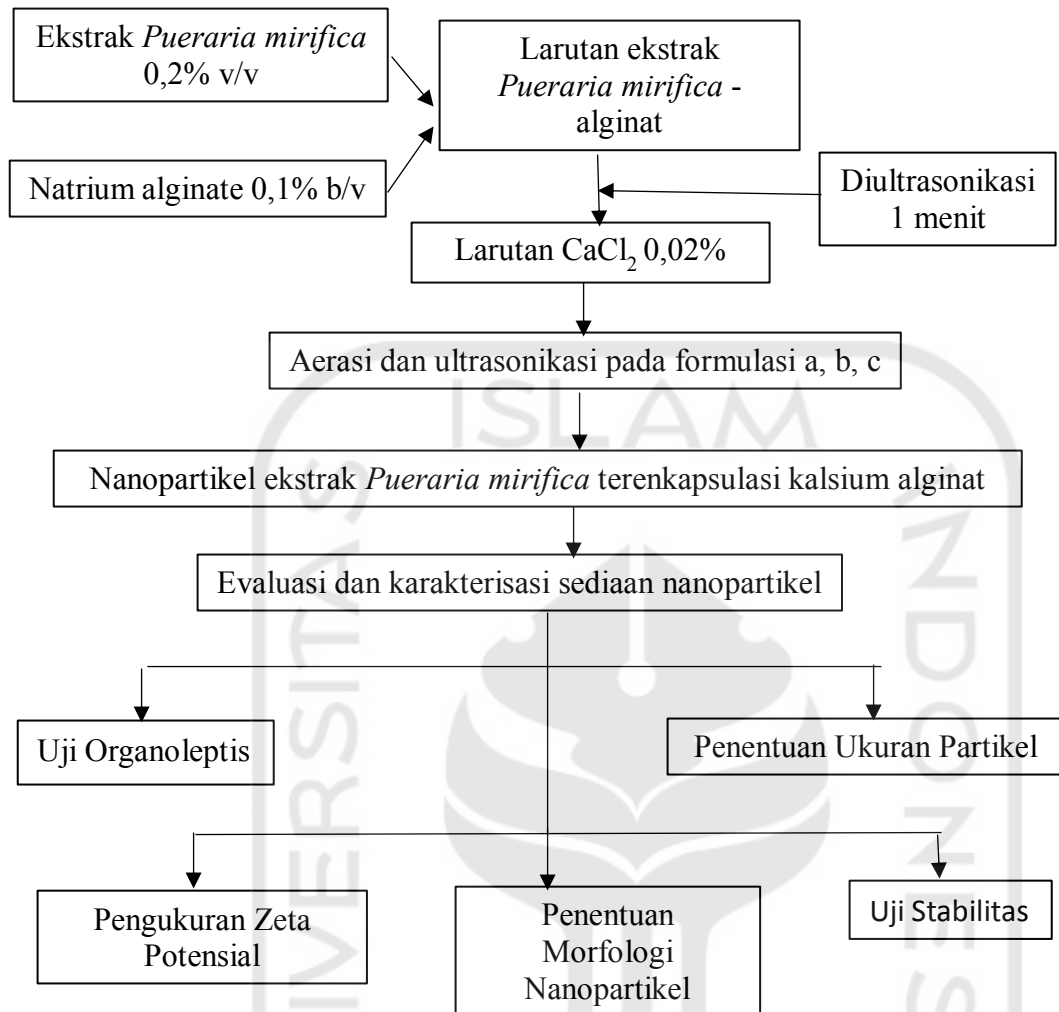 Ekstrak Pueraria mirifica
0,2% v/v
Larutan ekstrak
Pueraria mirifica -
alginat
Natrium alginate 0,1% b/v
Diultrasonikasi
1 menit
Larutan CaCl₂ 0,02%
Aerasi dan ultrasonikasi pada formulasi a, b, c
Nanopartikel ekstrak Pueraria mirifica terenkapsulasi kalsium alginat
Evaluasi dan karakterisasi sediaan nanopartikel
Uji Organoleptis
Penentuan Ukuran Partikel
Pengukuran Zeta
Potensial
Penentuan
Morfologi
Nanopartikel
Uji Stabilitas
ISLAM